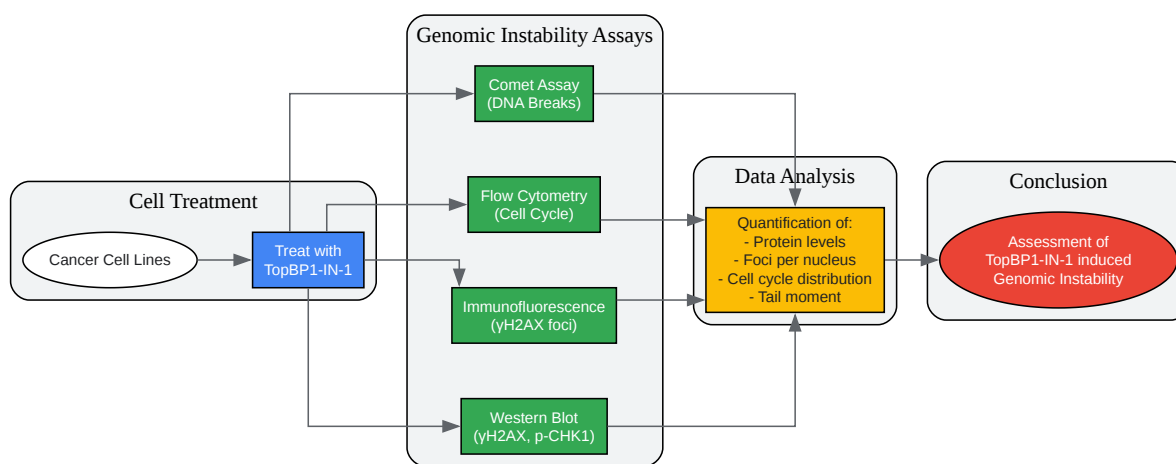 Cell Treatment
Cancer Cell Lines
Treat with
TopBP1-IN-1
Genomic Instability Assays
Comet Assay
(DNA Breaks)
Flow Cytometry
(Cell Cycle)
Immunofluorescence
(γH2AX foci)
Western Blot
(γH2AX, p-CHK1)
Data Analysis
Quantification of:
- Protein levels
- Foci per nucleus
- Cell cycle distribution
- Tail moment
Conclusion
Assessment of
TopBP1-IN-1 induced
Genomic Instability